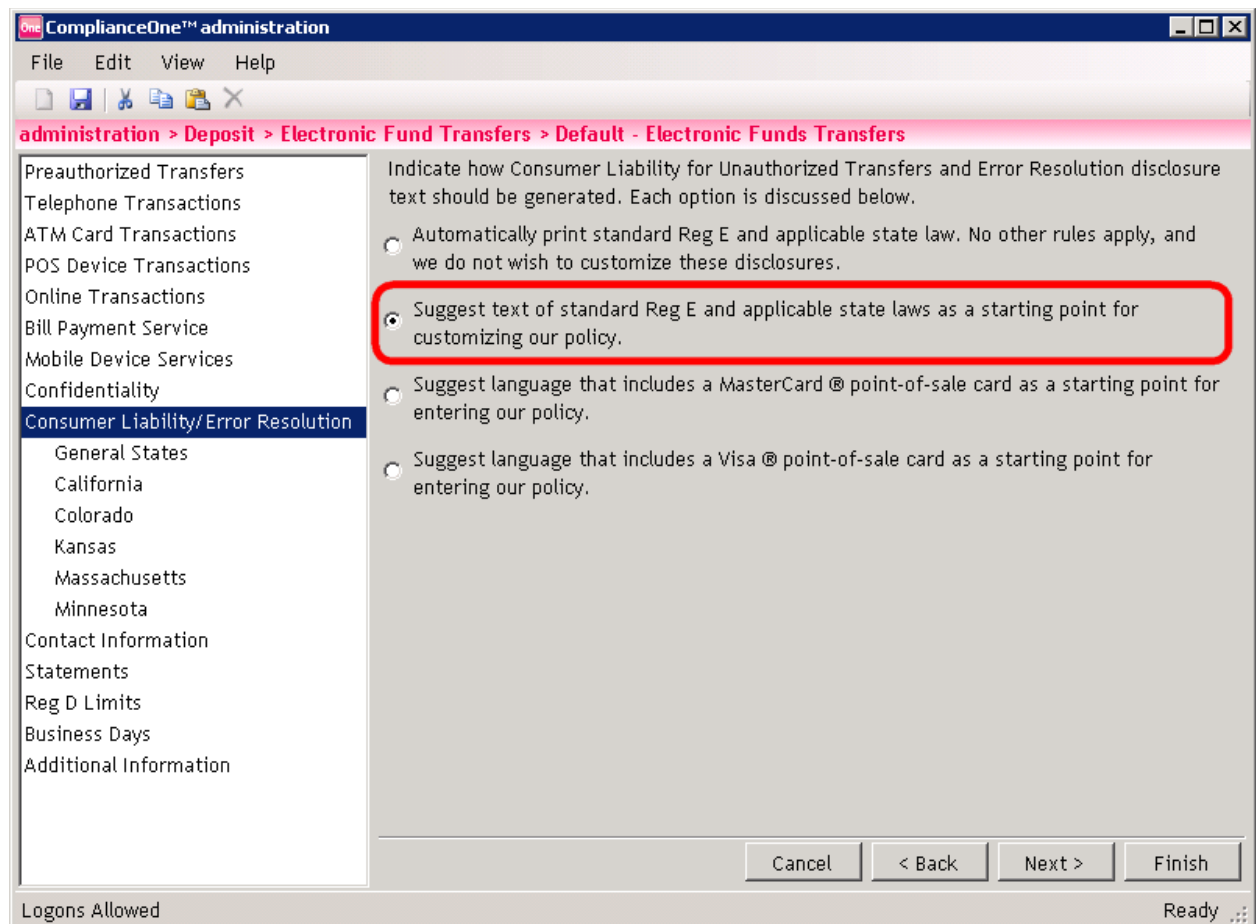 One ComplianceOne™ administration
File Edit View Help
administration > Deposit > Electronic Fund Transfers > Default - Electronic Funds Transfers
Preauthorized Transfers
Telephone Transactions
ATM Card Transactions
POS Device Transactions
Online Transactions
Bill Payment Service
Mobile Device Services
Confidentiality
Consumer Liability/Error Resolution
General States
California
Colorado
Kansas
Massachusetts
Minnesota
Contact Information
Statements
Reg D Limits
Business Days
Additional Information
Indicate how Consumer Liability for Unauthorized Transfers and Error Resolution disclosure
text should be generated. Each option is discussed below.
Automatically print standard Reg E and applicable state law. No other rules apply, and
we do not wish to customize these disclosures.
Suggest text of standard Reg E and applicable state laws as a starting point for
customizing our policy.
Suggest language that includes a MasterCard ® point-of-sale card as a starting point for
entering our policy.
Suggest language that includes a Visa ® point-of-sale card as a starting point for
entering our policy.
Cancel < Back Next > Finish
Logons Allowed Ready